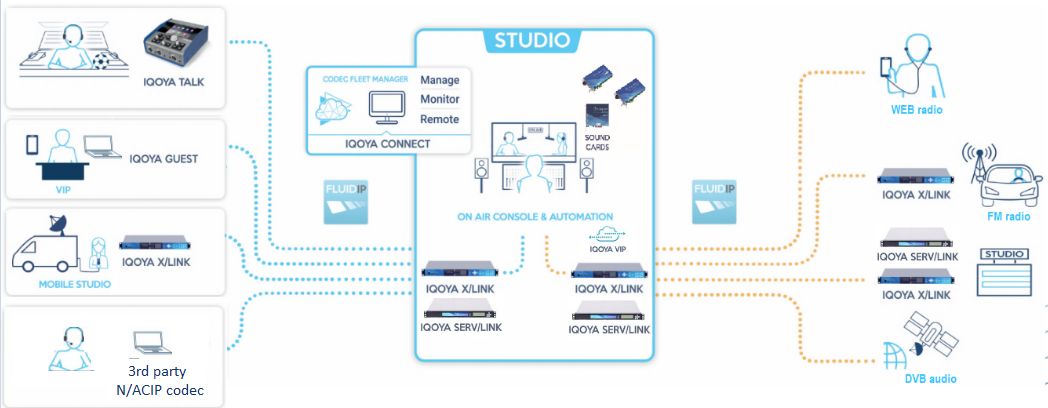 STUDIO
IQOYA TALK
IQOYA GUEST
VIP
IQOYA X/LINK
MOBILE STUDIO
3rd party
N/ACIP codec
FLUIDIP
CODEC FLEET MANAGER
Manage
Monitor
Remote
IQOYA CONNECT
SOUND
CARDS
ON AIR CONSOLE & AUTOMATION
IQOYA VIP
IQOYA X/LINK
IQOYA SERV/LINK
IQOYA X/LINK
IQOYA SERV/LINK
FLUIDIP
WEB radio
IQOYA X/LINK
FM radio
IQOYA SERV/LINK
IQOYA X/LINK
STUDIO
DVB audio